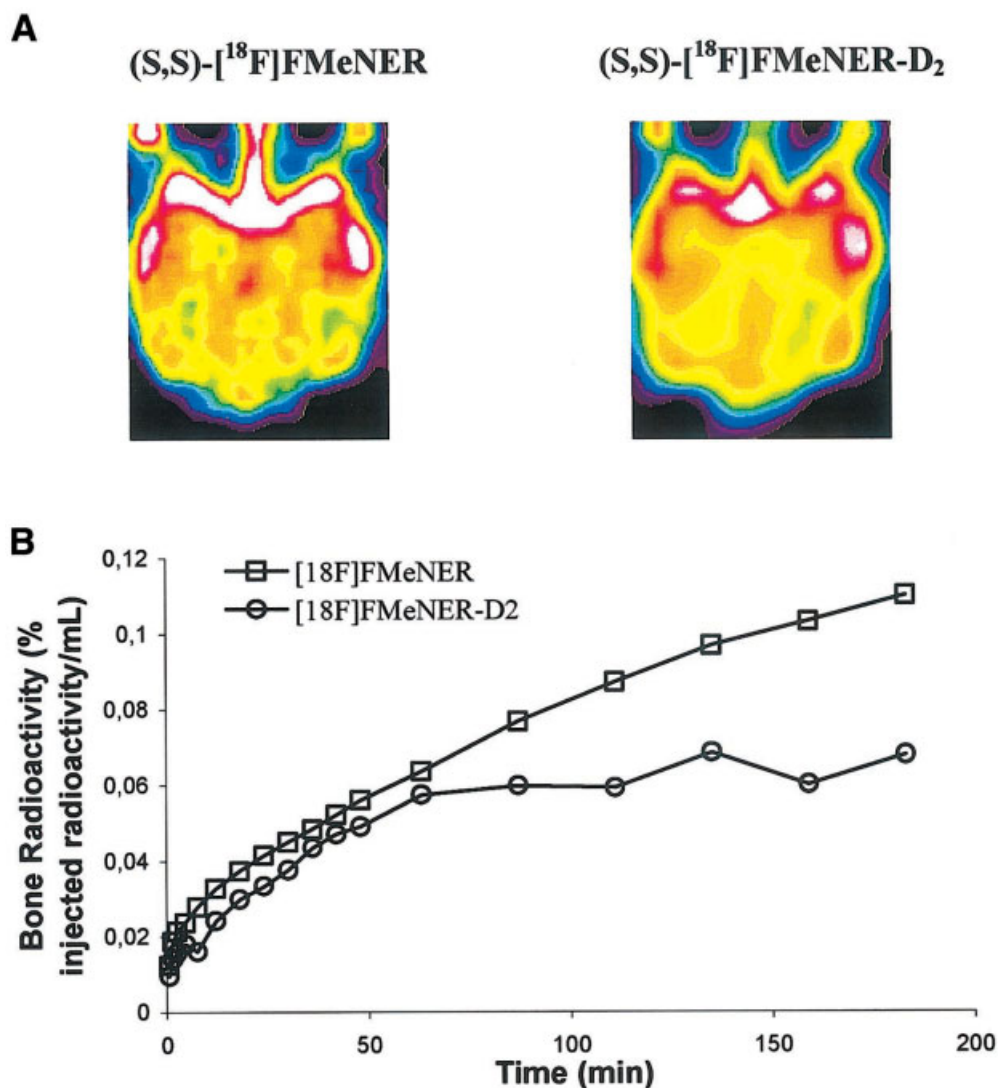 A
(S,S)-[¹⁸F]FMeNER
(S,S)-[¹⁸F]FMeNER-D₂
B
[18F]FMeNER
[18F]FMeNER-D2
Bone Radioactivity (%
injected radioactivity/mL)
0,12
0,1
0,08
0,06
0,04
0,02
0
0
50
100
150
200
Time (min)